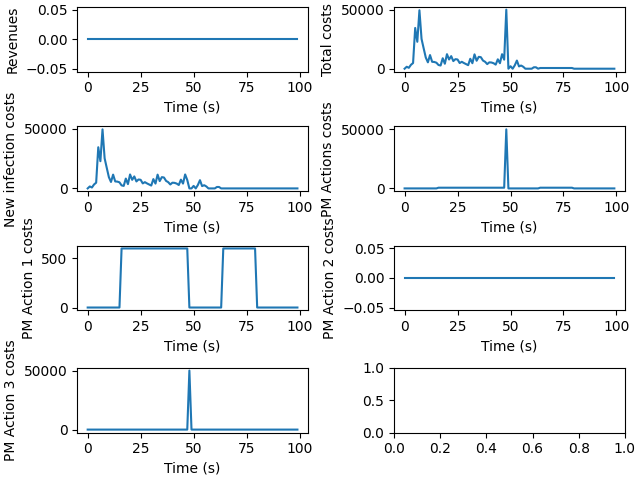 Revenues
0.05
0.00
−0.05
0 25 50 75 100
Time (s)
Total costs
50000
0
0 25 50 75 100
Time (s)
New infection costs
50000
0
0 25 50 75 100
Time (s)
PM Actions costs
50000
0
0 25 50 75 100
Time (s)
PM Action 1 costs
500
0
0 25 50 75 100
Time (s)
PM Action 2 costs
0.05
0.00
−0.05
0 25 50 75 100
Time (s)
PM Action 3 costs
50000
0
0 25 50 75 100
Time (s)
1.0
0.5
0.0
0.0 0.2 0.4 0.6 0.8 1.0